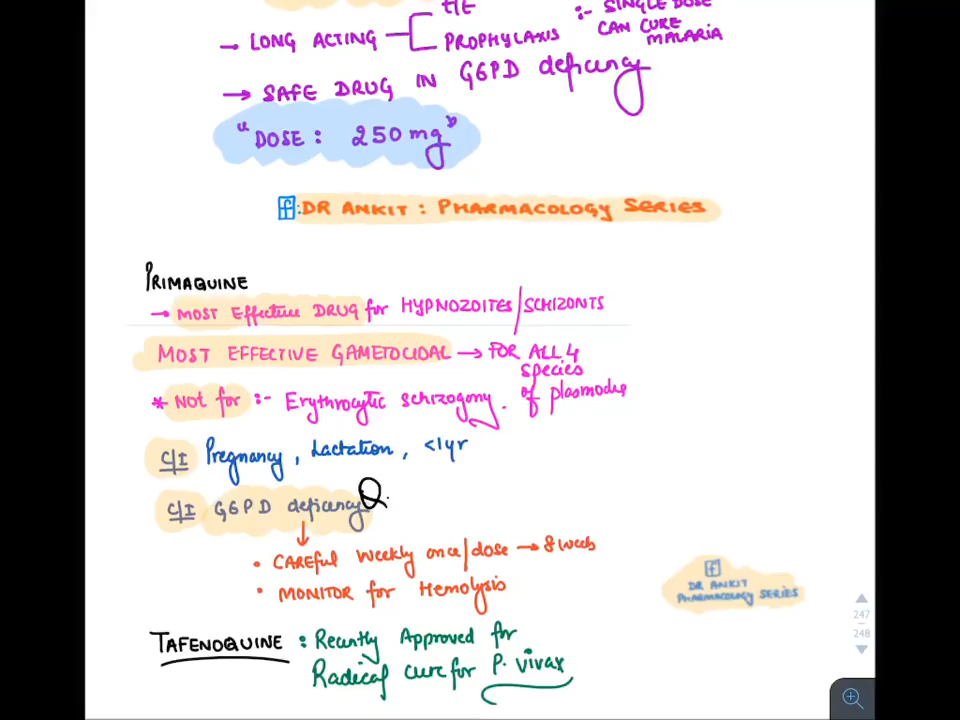 t1E :- SINGLE DOSE
→ LONG ACTING PROPHYLAXIS CAN CURE
MALARIA
→ SAFE DRUG IN G6PD deficiency
"DOSE : 250 mg"
f: DR ANKIT : PHARMACOLOGY SERIES
PRIMAQUINE
→ MOST Effective DRUG for HYPNOZOITES/SCHIZONTS
MOST EFFECTIVE GAMETOCIDAL → FOR ALL 4
species
* NOT for :- Erythrocytic schizogony. of plasmodium
C/I Pregnancy, Lactation, <1yr
C/I G6PD deficiency Q.
↓
• CAREFUL Weekly once/dose → 8 weeks
• MONITOR for Hemolysis
f
DR ANKIT
PHARMACOLOGY SERIES
247
248
TAFENOQUINE : Recently Approved for
Radical cure for P. vivax